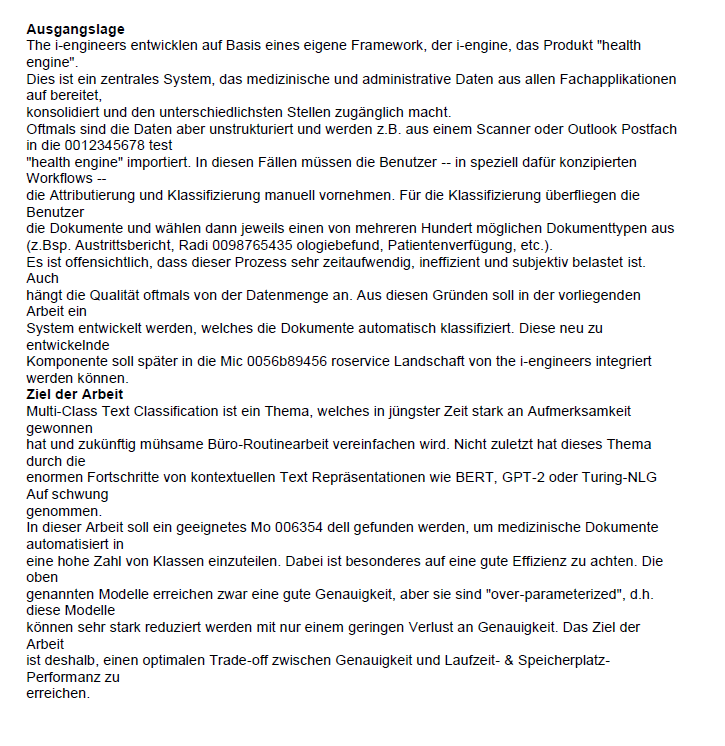 Ausgangslage
The i-engineers entwicklen auf Basis eines eigene Framework, der i-engine, das Produkt "health
engine".
Dies ist ein zentrales System, das medizinische und administrative Daten aus allen Fachapplikationen
auf bereitet,
konsolidiert und den unterschiedlichsten Stellen zugänglich macht.
Oftmals sind die Daten aber unstrukturiert und werden z.B. aus einem Scanner oder Outlook Postfach
in die 0012345678 test
"health engine" importiert. In diesen Fällen müssen die Benutzer -- in speziell dafür konzipierten
Workflows --
die Attributierung und Klassifizierung manuell vornehmen. Für die Klassifizierung überfliegen die
Benutzer
die Dokumente und wählen dann jeweils einen von mehreren Hundert möglichen Dokumenttypen aus
(z.Bsp. Austrittsbericht, Radi 0098765435 ologiebefund, Patientenverfügung, etc.).
Es ist offensichtlich, dass dieser Prozess sehr zeitaufwendig, ineffizient und subjektiv belastet ist.
Auch
hängt die Qualität oftmals von der Datenmenge an. Aus diesen Gründen soll in der vorliegenden
Arbeit ein
System entwickelt werden, welches die Dokumente automatisch klassifiziert. Diese neu zu
entwickelnde
Komponente soll später in die Mic 0056b89456 roservice Landschaft von the i-engineers integriert
werden können.
Ziel der Arbeit
Multi-Class Text Classification ist ein Thema, welches in jüngster Zeit stark an Aufmerksamkeit
gewonnen
hat und zukünftig mühsame Büro-Routinearbeit vereinfachen wird. Nicht zuletzt hat dieses Thema
durch die
enormen Fortschritte von kontextuellen Text Repräsentationen wie BERT, GPT-2 oder Turing-NLG
Auf schwung
genommen.
In dieser Arbeit soll ein geeignetes Mo 006354 dell gefunden werden, um medizinische Dokumente
automatisiert in
eine hohe Zahl von Klassen einzuteilen. Dabei ist besonderes auf eine gute Effizienz zu achten. Die
oben
genannten Modelle erreichen zwar eine gute Genauigkeit, aber sie sind "over-parameterized", d.h.
diese Modelle
können sehr stark reduziert werden mit nur einem geringen Verlust an Genauigkeit. Das Ziel der
Arbeit
ist deshalb, einen optimalen Trade-off zwischen Genauigkeit und Laufzeit- & Speicherplatz-
Performanz zu
erreichen.